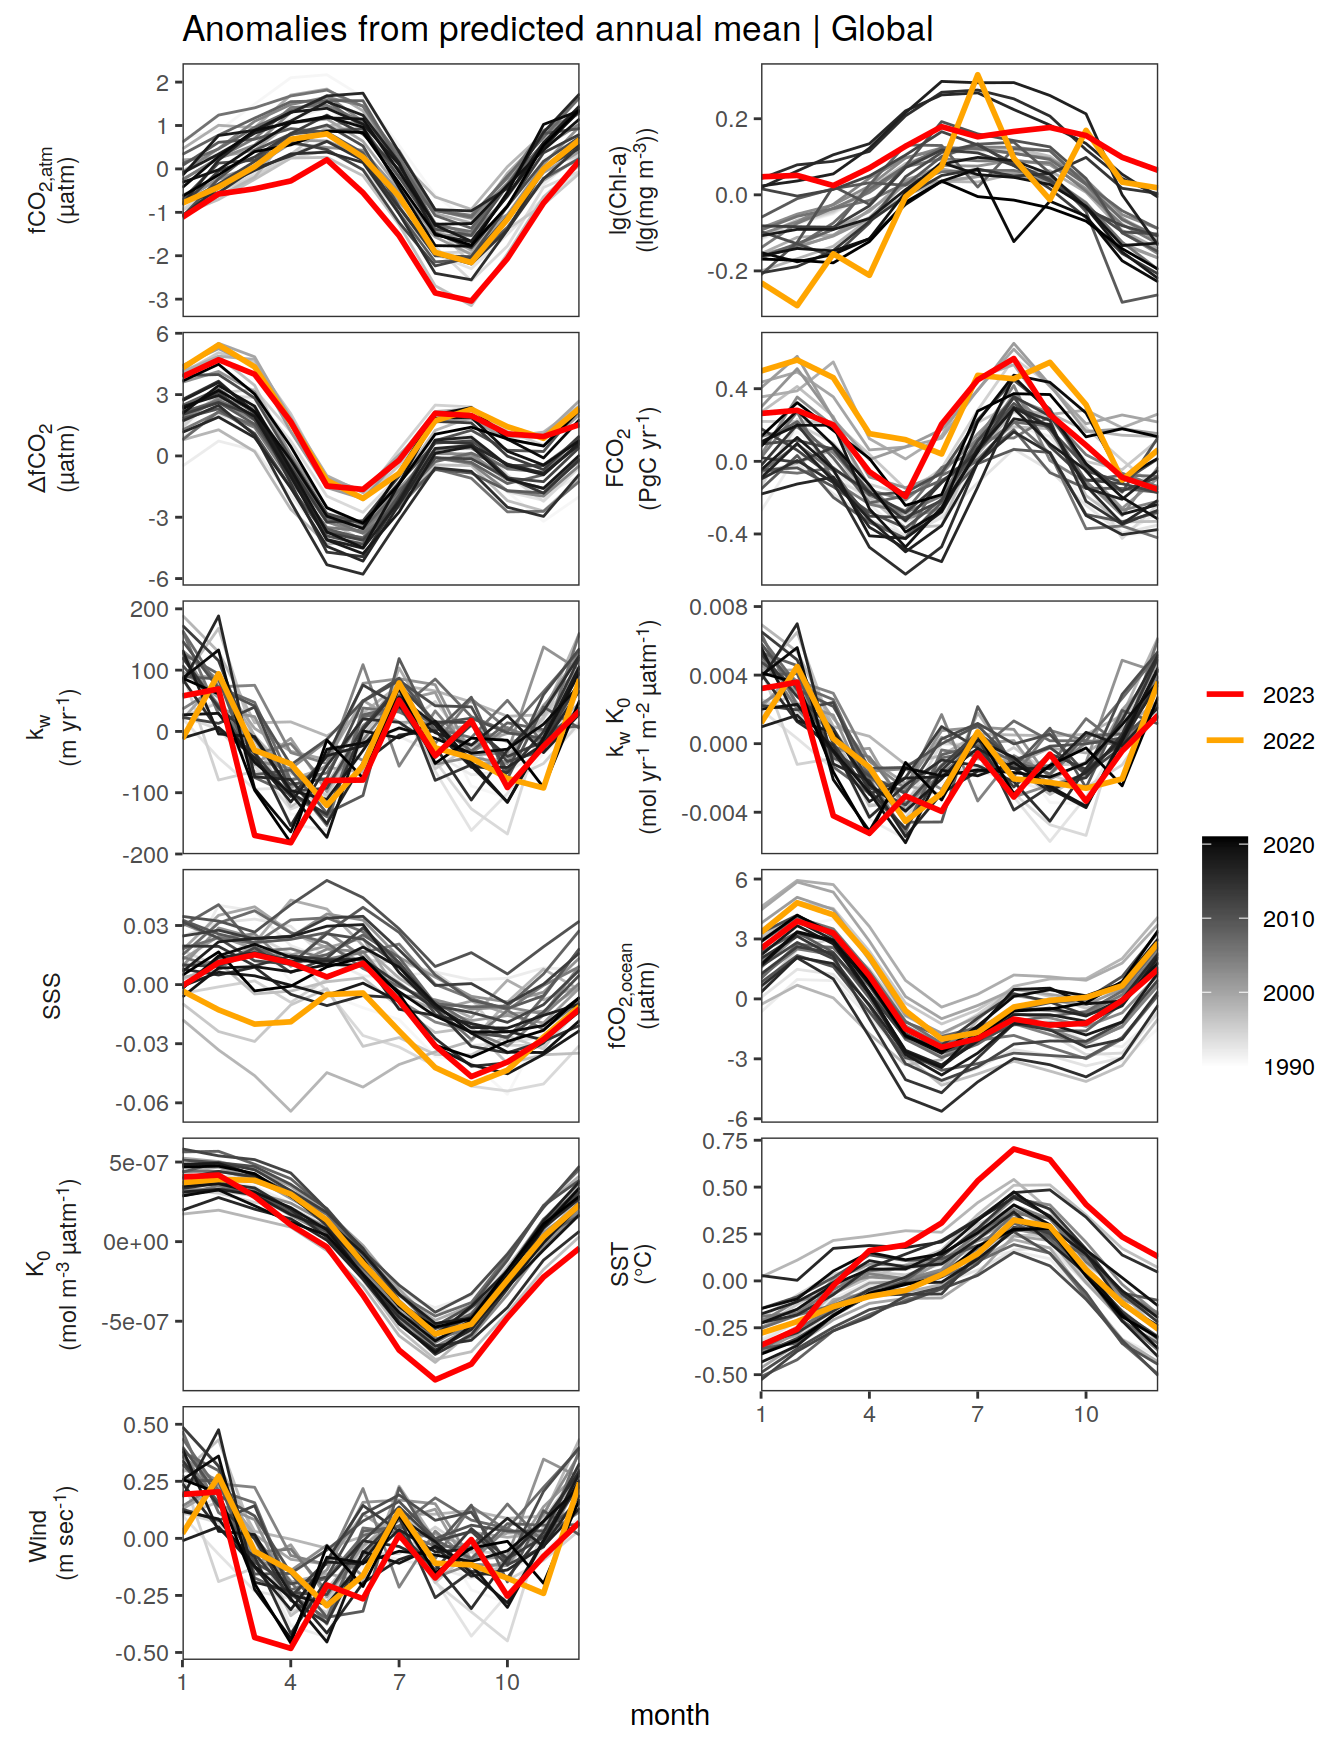 Anomalies from predicted annual mean | Global
fCO2,atm
(µatm)
2
1
0
-1
-2
-3
lg(Chl-a)
(lg(mg m-3))
0.2
0.0
-0.2
ΔfCO2
(µatm)
6
3
0
-3
-6
FCO2
(PgC yr-1)
0.4
0.0
-0.4
kw
(m yr-1)
200
100
0
-100
-200
kw K0
(mol yr-1 m-2 µatm-1)
0.008
0.004
0.000
-0.004
SSS
0.03
0.00
-0.03
-0.06
fCO2,ocean
(µatm)
6
3
0
-3
-6
K0
(mol m-3 µatm-1)
5e-07
0e+00
-5e-07
SST
(°C)
0.75
0.50
0.25
0.00
-0.25
-0.50
1 4 7 10
Wind
(m sec-1)
0.50
0.25
0.00
-0.25
-0.50
1 4 7 10
month
2023
2022
2020
2010
2000
1990